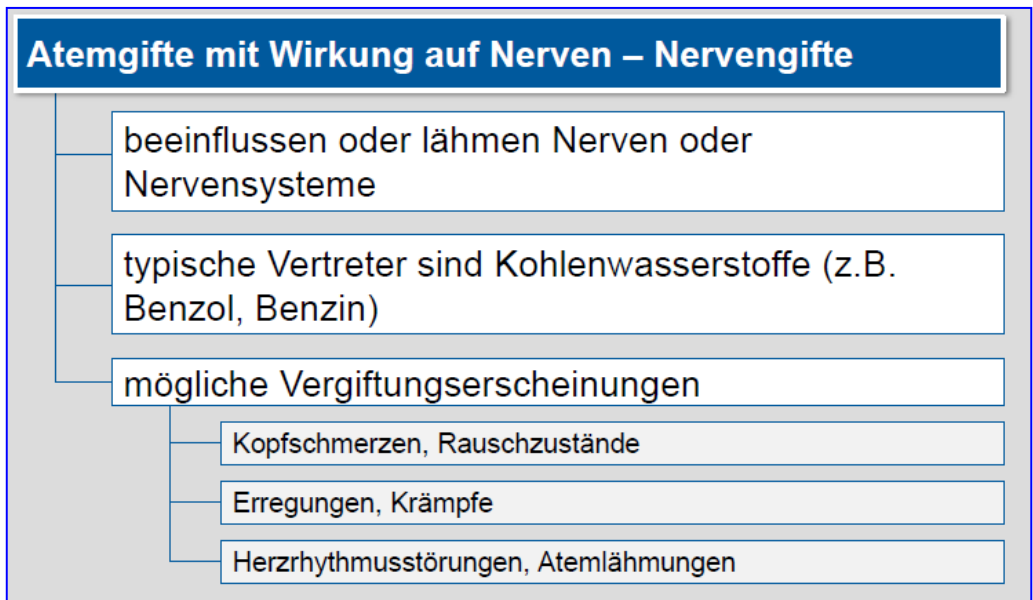 Atemgifte mit Wirkung auf Nerven – Nervengifte
beeinflussen oder lähmen Nerven oder
Nervensysteme
typische Vertreter sind Kohlenwasserstoffe (z.B.
Benzol, Benzin)
mögliche Vergiftungserscheinungen
Kopfschmerzen, Rauschzustände
Erregungen, Krämpfe
Herzrhythmusstörungen, Atemlähmungen